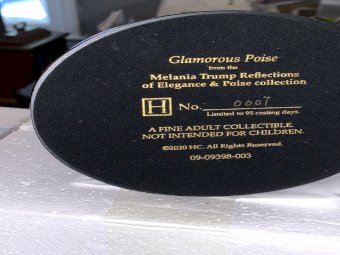 Glamorous Poise
from the
Melania Trump Reflections
of Elegance & Poise collection
H No. 0007
Limited to 95 casting days.
A FINE ADULT COLLECTIBLE.
NOT INTENDED FOR CHILDREN.
©2020 HC. All Rights Reserved.
09-09398-003